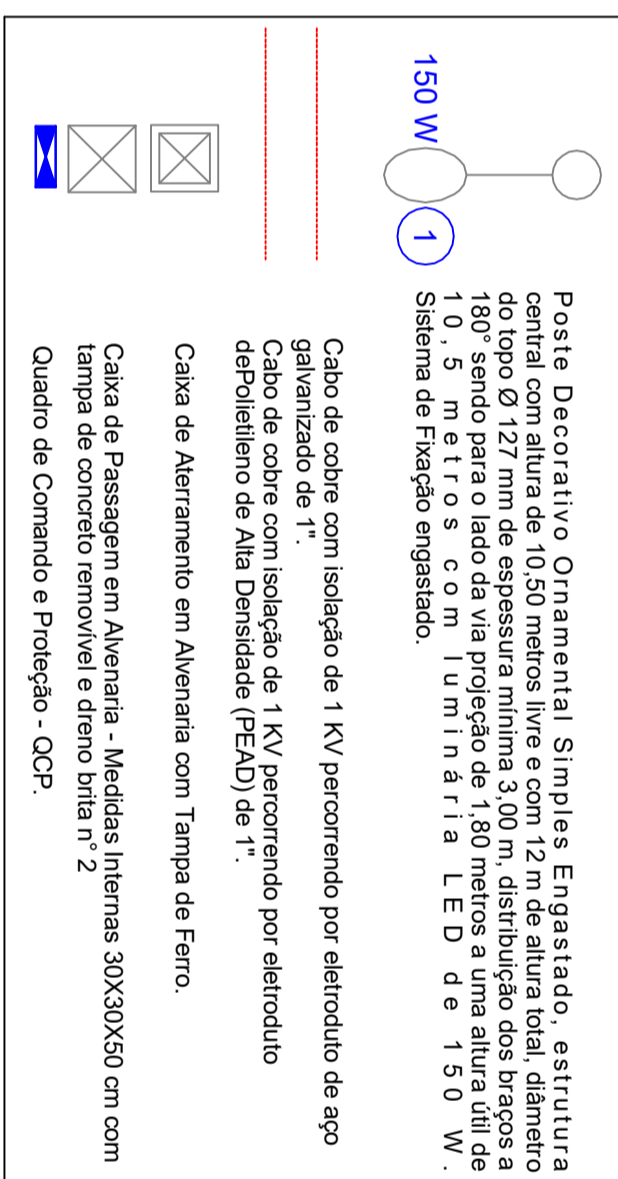 150 W
1
Poste Decorativo Ornamental Simples Engastado, estrutura
central com altura de 10,50 metros livre e com 12 m de altura total, diâmetro
do topo Ø 127 mm de espessura mínima 3,00 m, distribuição dos braços a
180° sendo para o lado da via projeção de 1,80 metros a uma altura útil de
10,5 metros com luminária LED de 150 W.
Sistema de Fixação engastado.
Cabo de cobre com isolação de 1 KV percorrendo por eletroduto de aço
galvanizado de 1".
Cabo de cobre com isolação de 1 KV percorrendo por eletroduto
dePolietileno de Alta Densidade (PEAD) de 1".
Caixa de Aterramento em Alvenaria com Tampa de Ferro.
Caixa de Passagem em Alvenaria - Medidas Internas 30X30X50 cm com
tampa de concreto removível e dreno brita n° 2
Quadro de Comando e Proteção - QCP.